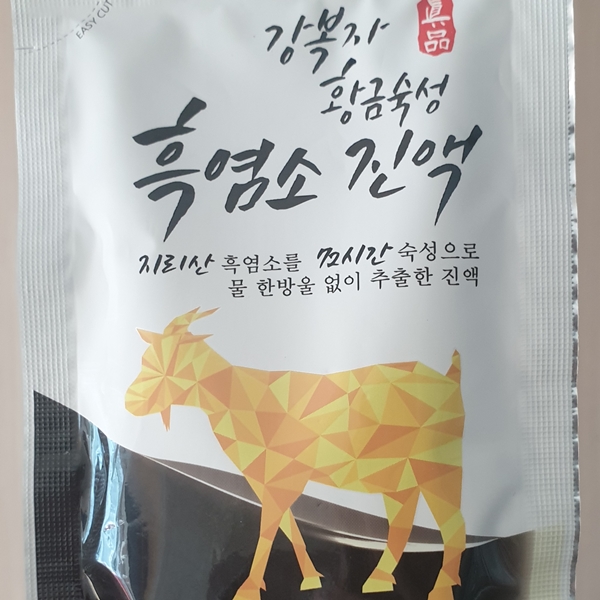 EASY CUT
강복자
眞品
황금숙성
흑염소 진액
지리산 흑염소를 72시간 숙성으로
물 한방울 없이 추출한 진액